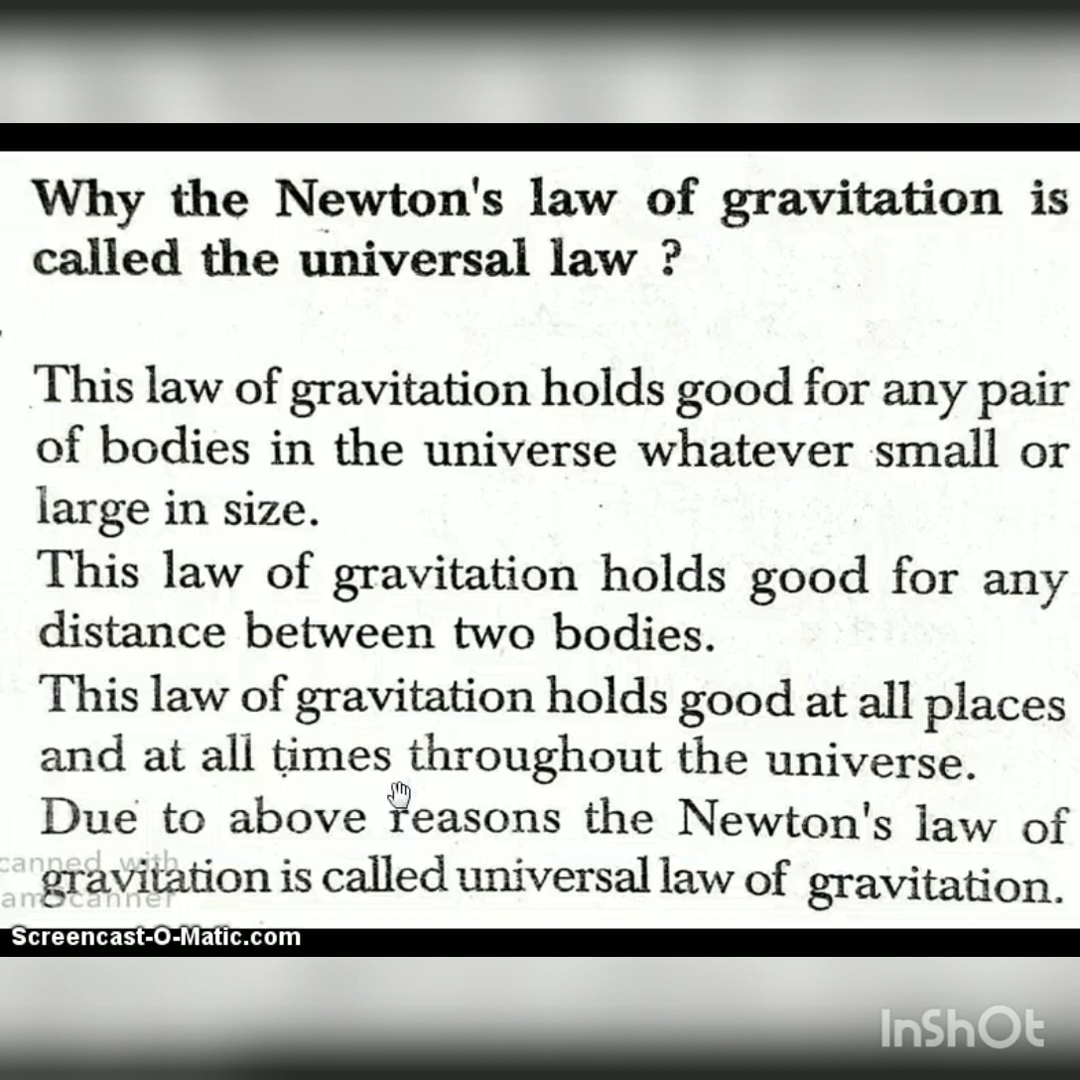 Why the Newton's law of gravitation is
called the universal law ?
This law of gravitation holds good for any pair
of bodies in the universe whatever small or
large in size.
This law of gravitation holds good for any
distance between two bodies.
This law of gravitation holds good at all places
and at all times throughout the universe.
Due to above reasons the Newton's law of
gravitation is called universal law of gravitation.
canned with
amScanner
Screencast-O-Matic.com
InShOt